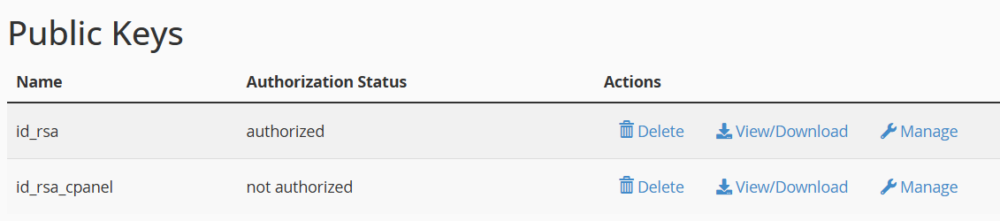 Public Keys
Name Authorization Status Actions
id_rsa authorized Delete View/Download Manage
id_rsa_cpanel not authorized Delete View/Download Manage